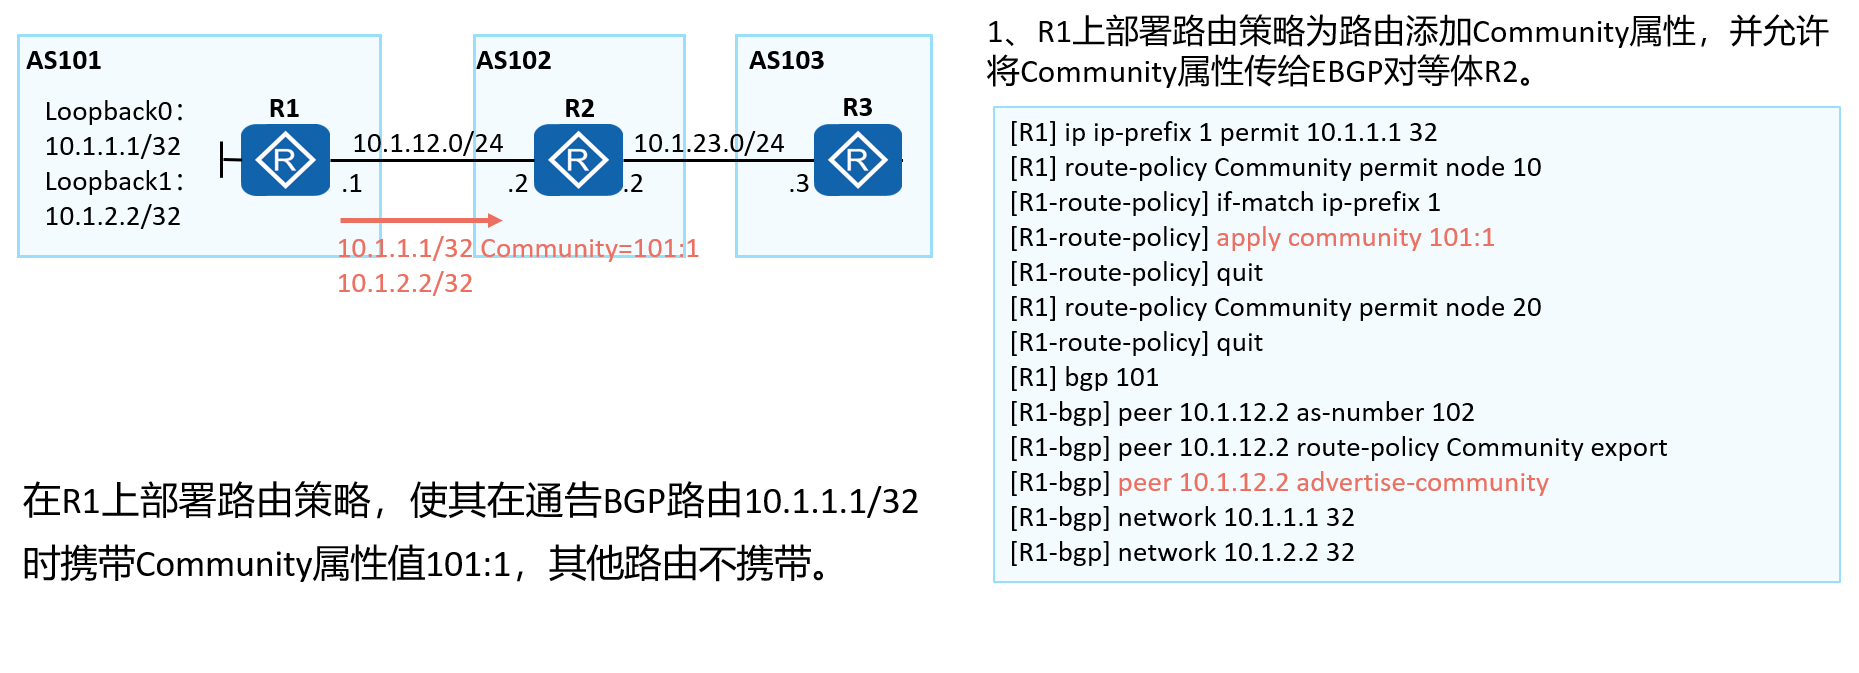 AS101
AS102
AS103
Loopback0：
10.1.1.1/32
Loopback1：
10.1.2.2/32
R1
R2
R3
10.1.12.0/24
10.1.23.0/24
.1
.2
.2
.3
10.1.1.1/32 Community=101:1
10.1.2.2/32
在R1上部署路由策略，使其在通告BGP路由10.1.1.1/32
时携带Community属性值101:1，其他路由不携带。
1、R1上部署路由策略为路由添加Community属性，并允许
将Community属性传给EBGP对等体R2。
[R1] ip ip-prefix 1 permit 10.1.1.1 32
[R1] route-policy Community permit node 10
[R1-route-policy] if-match ip-prefix 1
[R1-route-policy] apply community 101:1
[R1-route-policy] quit
[R1] route-policy Community permit node 20
[R1-route-policy] quit
[R1] bgp 101
[R1-bgp] peer 10.1.12.2 as-number 102
[R1-bgp] peer 10.1.12.2 route-policy Community export
[R1-bgp] peer 10.1.12.2 advertise-community
[R1-bgp] network 10.1.1.1 32
[R1-bgp] network 10.1.2.2 32